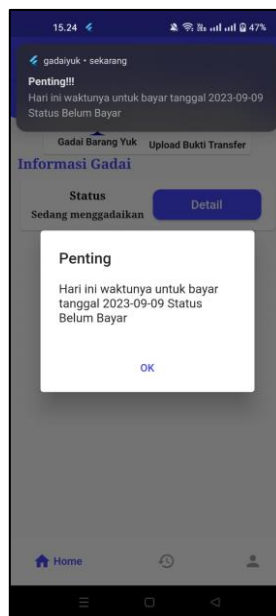 15.24 47%
gadaiyuk • sekarang
Penting!!!
Hari ini waktunya untuk bayar tanggal 2023-09-09
Status Belum Bayar
Gadai Barang Yuk Upload Bukti Transfer
Informasi Gadai
Status
Sedang menggadaikan
Detail
Penting
Hari ini waktunya untuk bayar
tanggal 2023-09-09 Status
Belum Bayar
OK
Home